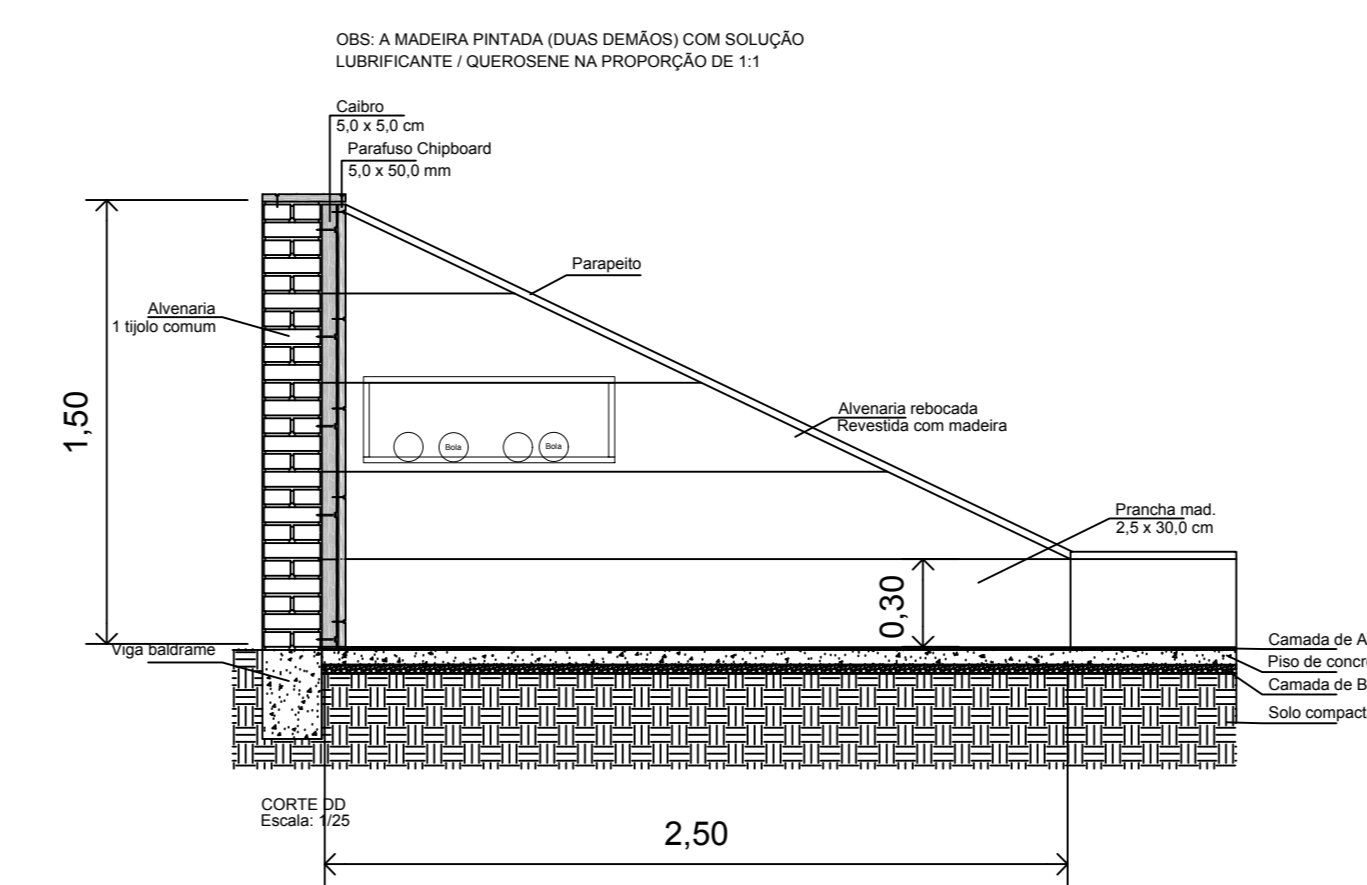 OBS: A MADEIRA PINTADA (DUAS DEMÃOS) COM SOLUÇÃO
LUBRIFICANTE / QUEROSENE NA PROPORÇÃO DE 1:1
Caibro
5,0 x 5,0 cm
Parafuso Chipboard
5,0 x 50,0 mm
Parapeito
Alvenaria
1 tijolo comum
1,50
Alvenaria rebocada
Revestida com madeira
Bola
Bola
Prancha mad.
2,5 x 30,0 cm
0,30
Viga baldrame
Camada de A
Piso de concre
Camada de B
Solo compact
CORTE DD
Escala: 1/25
2,50